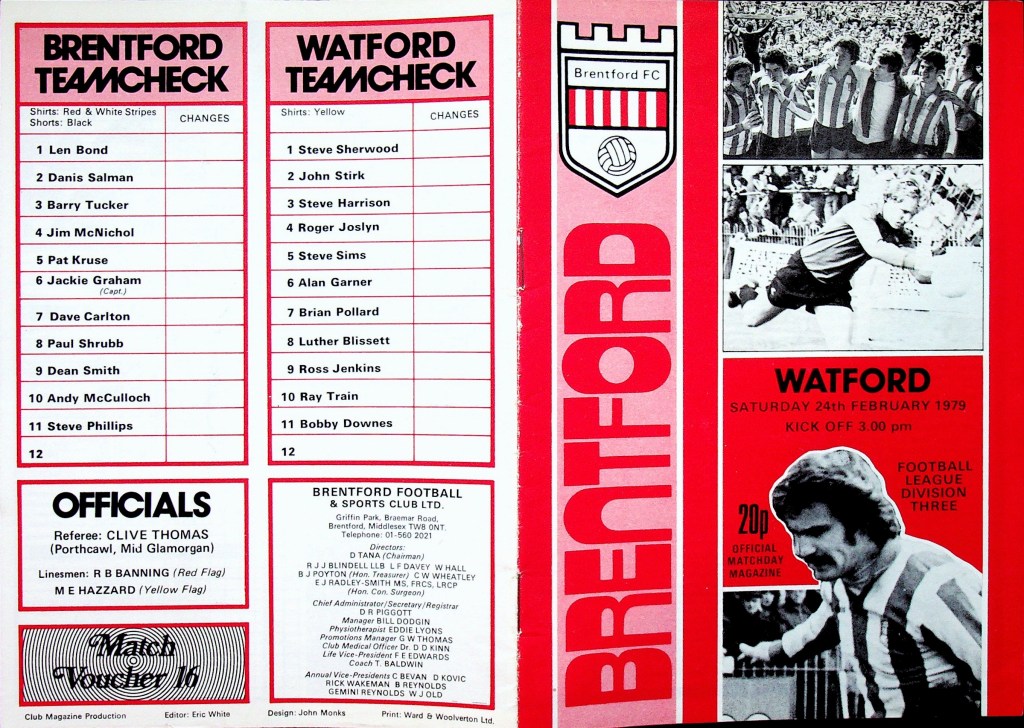 BRENTFORD
TEAMCHECK
Shirts: Red & White Stripes
Shorts: Black
CHANGES
1 Len Bond
2 Danis Salman
3 Barry Tucker
4 Jim McNichol
5 Pat Kruse
6 Jackie Graham
(Capt.)
7 Dave Carlton
8 Paul Shrubb
9 Dean Smith
10 Andy McCulloch
11 Steve Phillips
12
WATFORD
TEAMCHECK
Shirts: Yellow
CHANGES
1 Steve Sherwood
2 John Stirk
3 Steve Harrison
4 Roger Joslyn
5 Steve Sims
6 Alan Garner
7 Brian Pollard
8 Luther Blissett
9 Ross Jenkins
10 Ray Train
11 Bobby Downes
12
OFFICIALS
Referee: CLIVE THOMAS
(Porthcawl, Mid Glamorgan)
Linesmen: R B BANNING (Red Flag)
M E HAZZARD (Yellow Flag)
Match
Voucher 16
BRENTFORD FOOTBALL
& SPORTS CLUB LTD.
Griffin Park, Braemar Road,
Brentford, Middlesex TW8 0NT.
Telephone: 01-560 2021
Directors:
D TANA (Chairman)
R J J BLINDELL LLB L F DAVEY W HALL
B J POYTON (Hon. Treasurer) C W WHEATLEY
E J RADLEY-SMITH MS, FRCS, LRCP
(Hon. Con. Surgeon)
Chief Administrator/Secretary/Registrar
D R PIGGOTT
Manager BILL DODGIN
Physiotherapist EDDIE LYONS
Promotions Manager G W THOMAS
Club Medical Officer Dr. D D KINN
Life Vice-President F E EDWARDS
Coach T. BALDWIN
Annual Vice-Presidents C BEVAN D KOVIC
RICK WAKEMAN B REYNOLDS
GEMINI REYNOLDS W J OLD
Club Magazine Production Editor: Eric White Design: John Monks Print: Ward & Woolverton Ltd.
Brentford FC
BRENTFORD
WATFORD
SATURDAY 24th FEBRUARY 1979
KICK OFF 3.00 pm
FOOTBALL
LEAGUE
DIVISION
THREE
20p
OFFICIAL
MATCHDAY
MAGAZINE